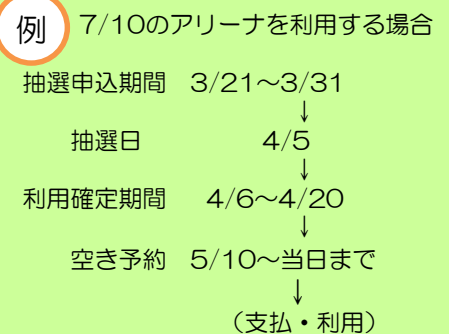 例 7/10のアリーナを利用する場合
抽選申込期間 3/21～3/31
↓
抽選日 4/5
↓
利用確定期間 4/6～4/20
↓
空き予約 5/10～当日まで
↓
（支払・利用）